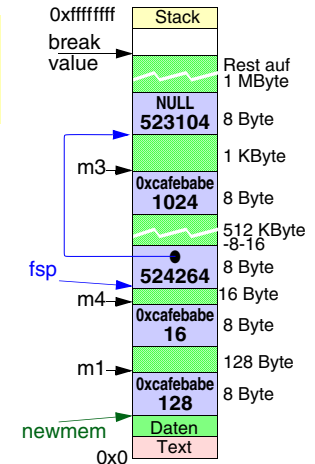 0xffffffff
Stack
break
value
Rest auf
1 MByte
NULL
523104
8 Byte
1 KByte
m3
0xcafebabe
1024
8 Byte
512 KByte
-8-16
524264
8 Byte
fsp
16 Byte
m4
0xcafebabe
16
8 Byte
128 Byte
m1
0xcafebabe
128
8 Byte
newmem
Daten
Text
0x0